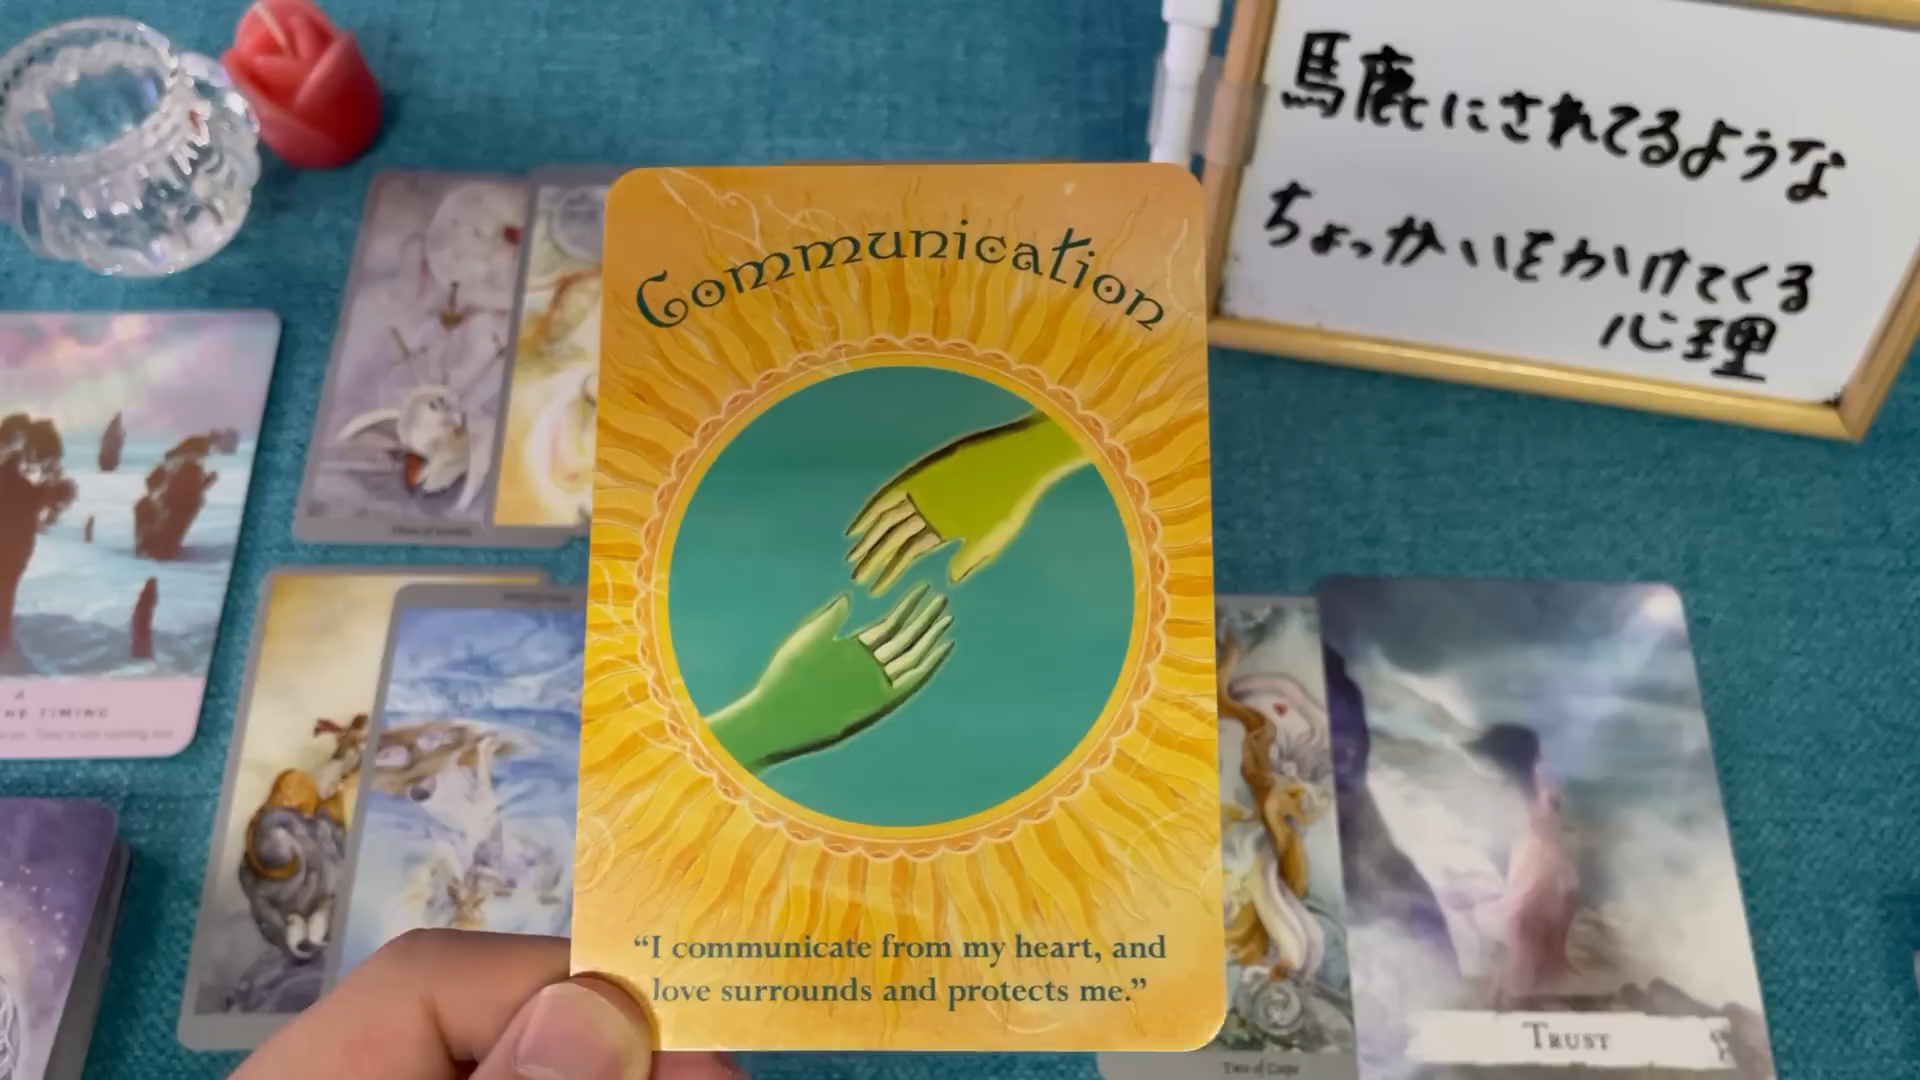 馬鹿にされてるような
ちょっかいをかけてくる
心理
Communication
"I communicate from my heart, and
love surrounds and protects me."
TIMING
TRUST